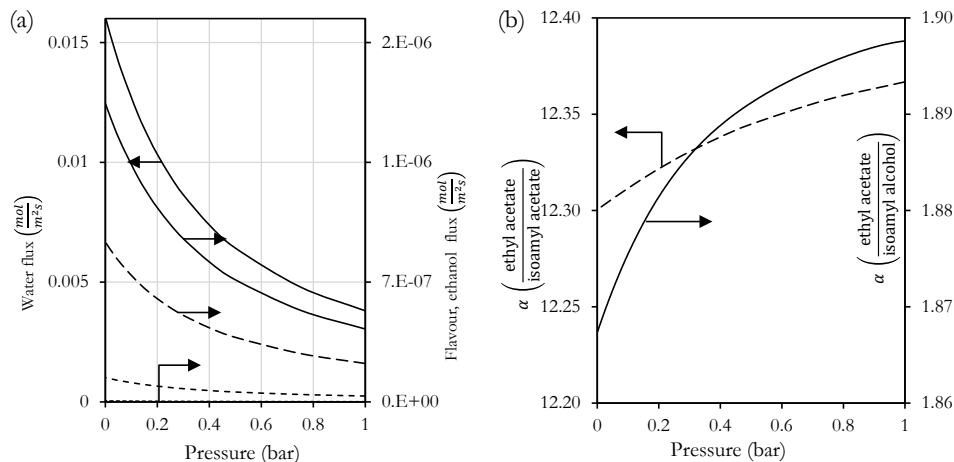 (a)
0.015
0.01
0.005
0
2.E-06
1.E-06
7.E-07
0.E+00
0
0.2
0.4
0.6
0.8
1
Water flux (mol/m²s)
Flavour, ethanol flux (mol/m²s)
Pressure (bar)
(b)
12.40
12.35
12.30
12.25
12.20
1.90
1.89
1.88
1.87
1.86
0
0.2
0.4
0.6
0.8
1
α (ethyl acetate/isoamyl acetate)
α (ethyl acetate/isoamyl alcohol)
Pressure (bar)